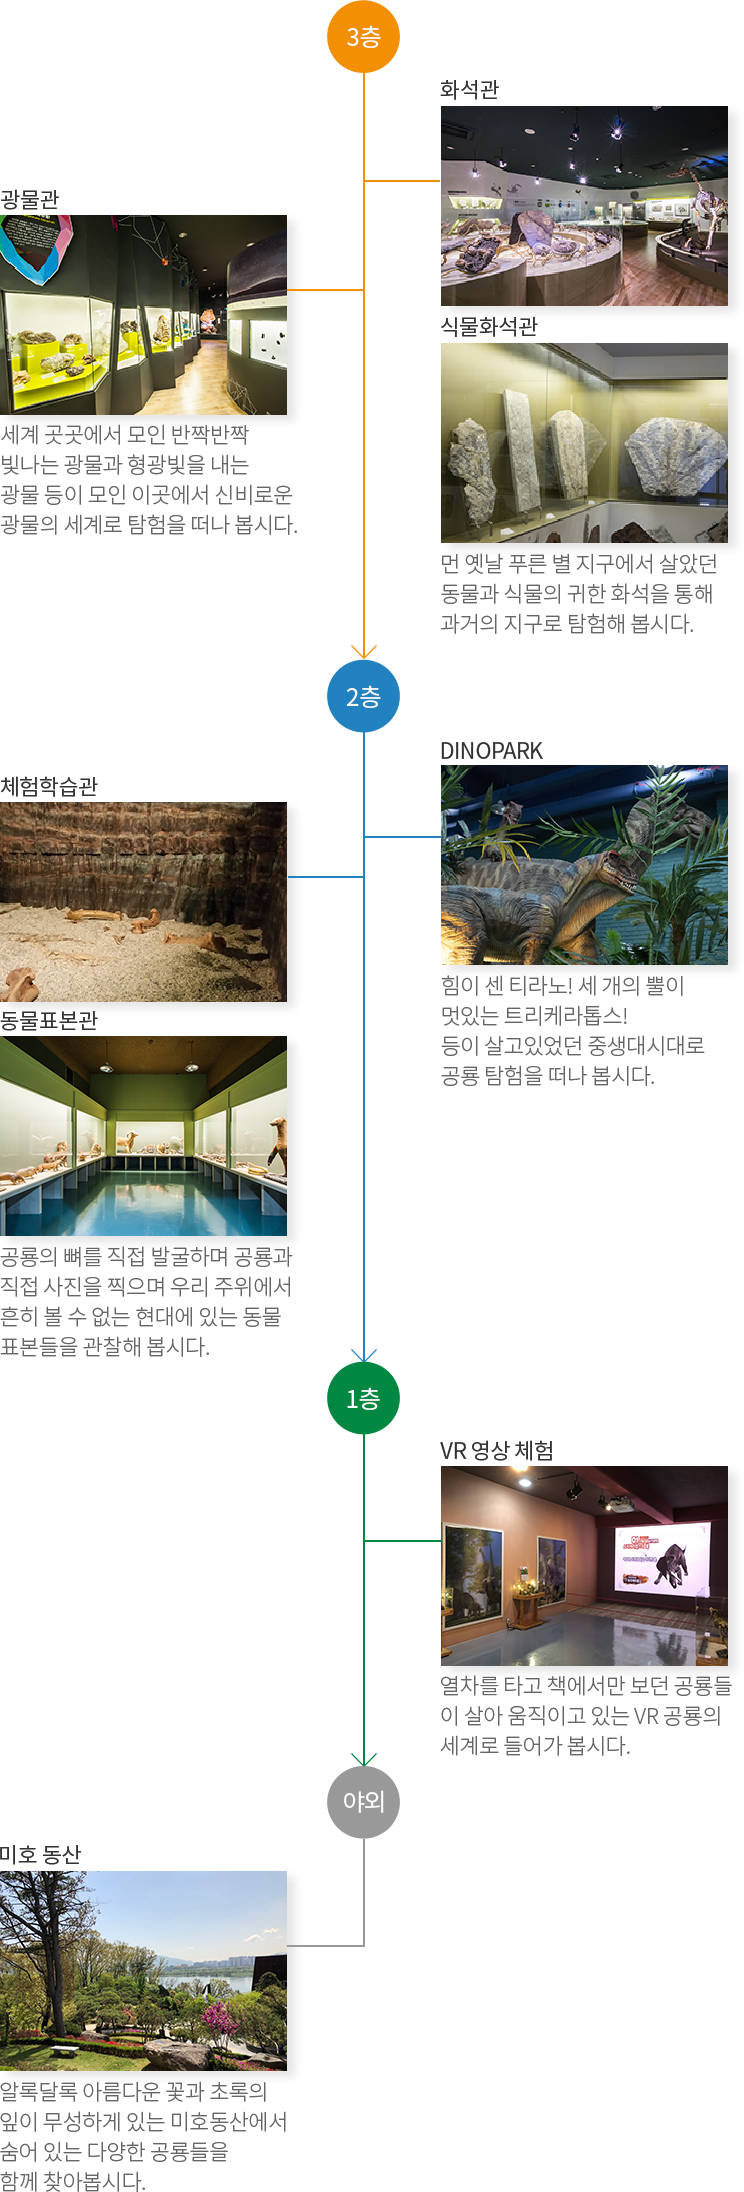 3층
화석관
광물관
식물화석관
세계 곳곳에서 모인 반짝반짝
빛나는 광물과 형광빛을 내는
광물 등이 모인 이곳에서 신비로운
광물의 세계로 탐험을 떠나 봅시다.
먼 옛날 푸른 별 지구에서 살았던
동물과 식물의 귀한 화석을 통해
과거의 지구로 탐험해 봅시다.
2층
DINOPARK
체험학습관
힘이 센 티라노! 세 개의 뿔이
멋있는 트리케라톱스!
등이 살고있었던 중생대시대로
공룡 탐험을 떠나 봅시다.
동물표본관
공룡의 뼈를 직접 발굴하며 공룡과
직접 사진을 찍으며 우리 주위에서
흔히 볼 수 없는 현대에 있는 동물
표본들을 관찰해 봅시다.
1층
VR 영상 체험
열차를 타고 책에서만 보던 공룡들
이 살아 움직이고 있는 VR 공룡의
세계로 들어가 봅시다.
야외
미호 동산
알록달록 아름다운 꽃과 초록의
잎이 무성하게 있는 미호동산에서
숨어 있는 다양한 공룡들을
함께 찾아봅시다.